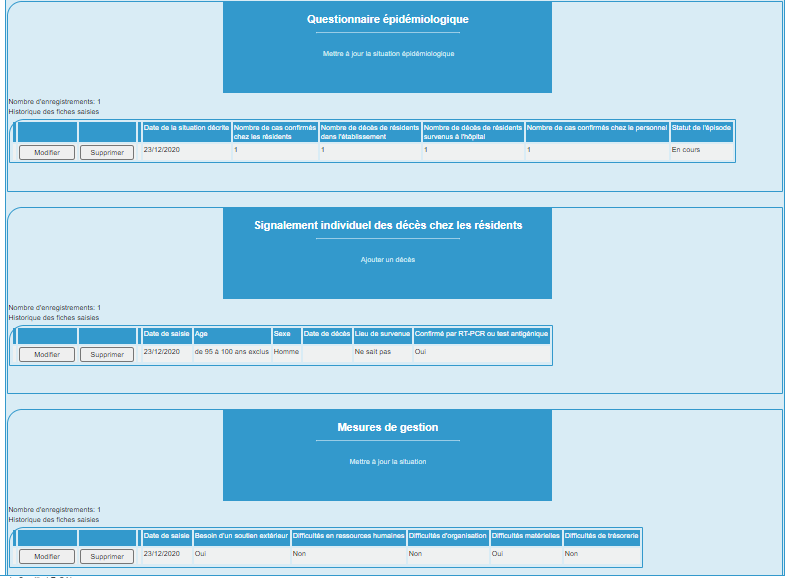 Questionnaire épidémiologique
Mettre à jour la situation épidémiologique
Nombre d'enregistrements: 1
Historique des fiches saisies
Date de la situation décrite Nombre de cas confirmés chez les résidents Nombre de décès de résidents dans l'établissement Nombre de décès de résidents survenus à l'hôpital Nombre de cas confirmés chez le personnel Statut de l'épisode
Modifier Supprimer 23/12/2020 1 1 1 1 En cours
Signalement individuel des décès chez les résidents
Ajouter un décès
Nombre d'enregistrements: 1
Historique des fiches saisies
Date de saisie Age Sexe Date de décès Lieu de survenue Confirmé par RT-PCR ou test antigénique
Modifier Supprimer 23/12/2020 de 95 à 100 ans exclus Homme Ne sait pas Oui
Mesures de gestion
Mettre à jour la situation
Nombre d'enregistrements: 1
Historique des fiches saisies
Date de saisie Besoin d'un soutien extérieur Difficultés en ressources humaines Difficultés d'organisation Difficultés matérielles Difficultés de trésorerie
Modifier Supprimer 23/12/2020 Oui Non Non Oui Non